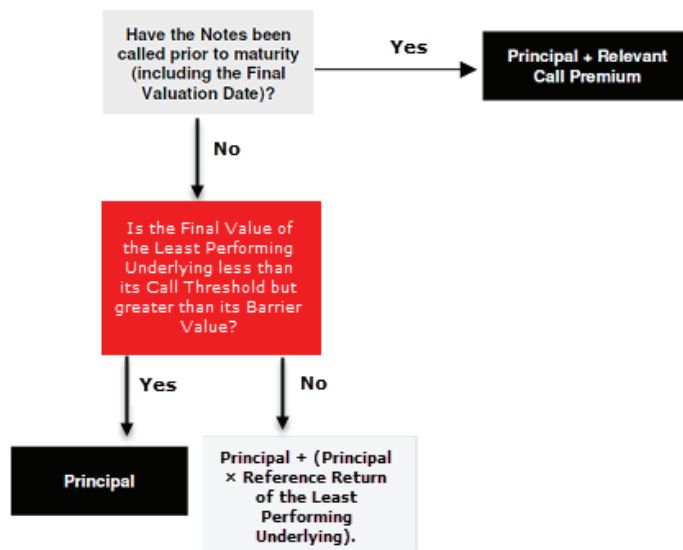 Have the Notes been
called prior to maturity
(including the Final
Valuation Date)?
Yes
Principal + Relevant
Call Premium
No
Is the Final Value of
the Least Performing
Underlying less than
its Call Threshold but
greater than its Barrier
Value?
Yes
No
Principal
Principal + (Principal
× Reference Return
of the Least
Performing
Underlying).